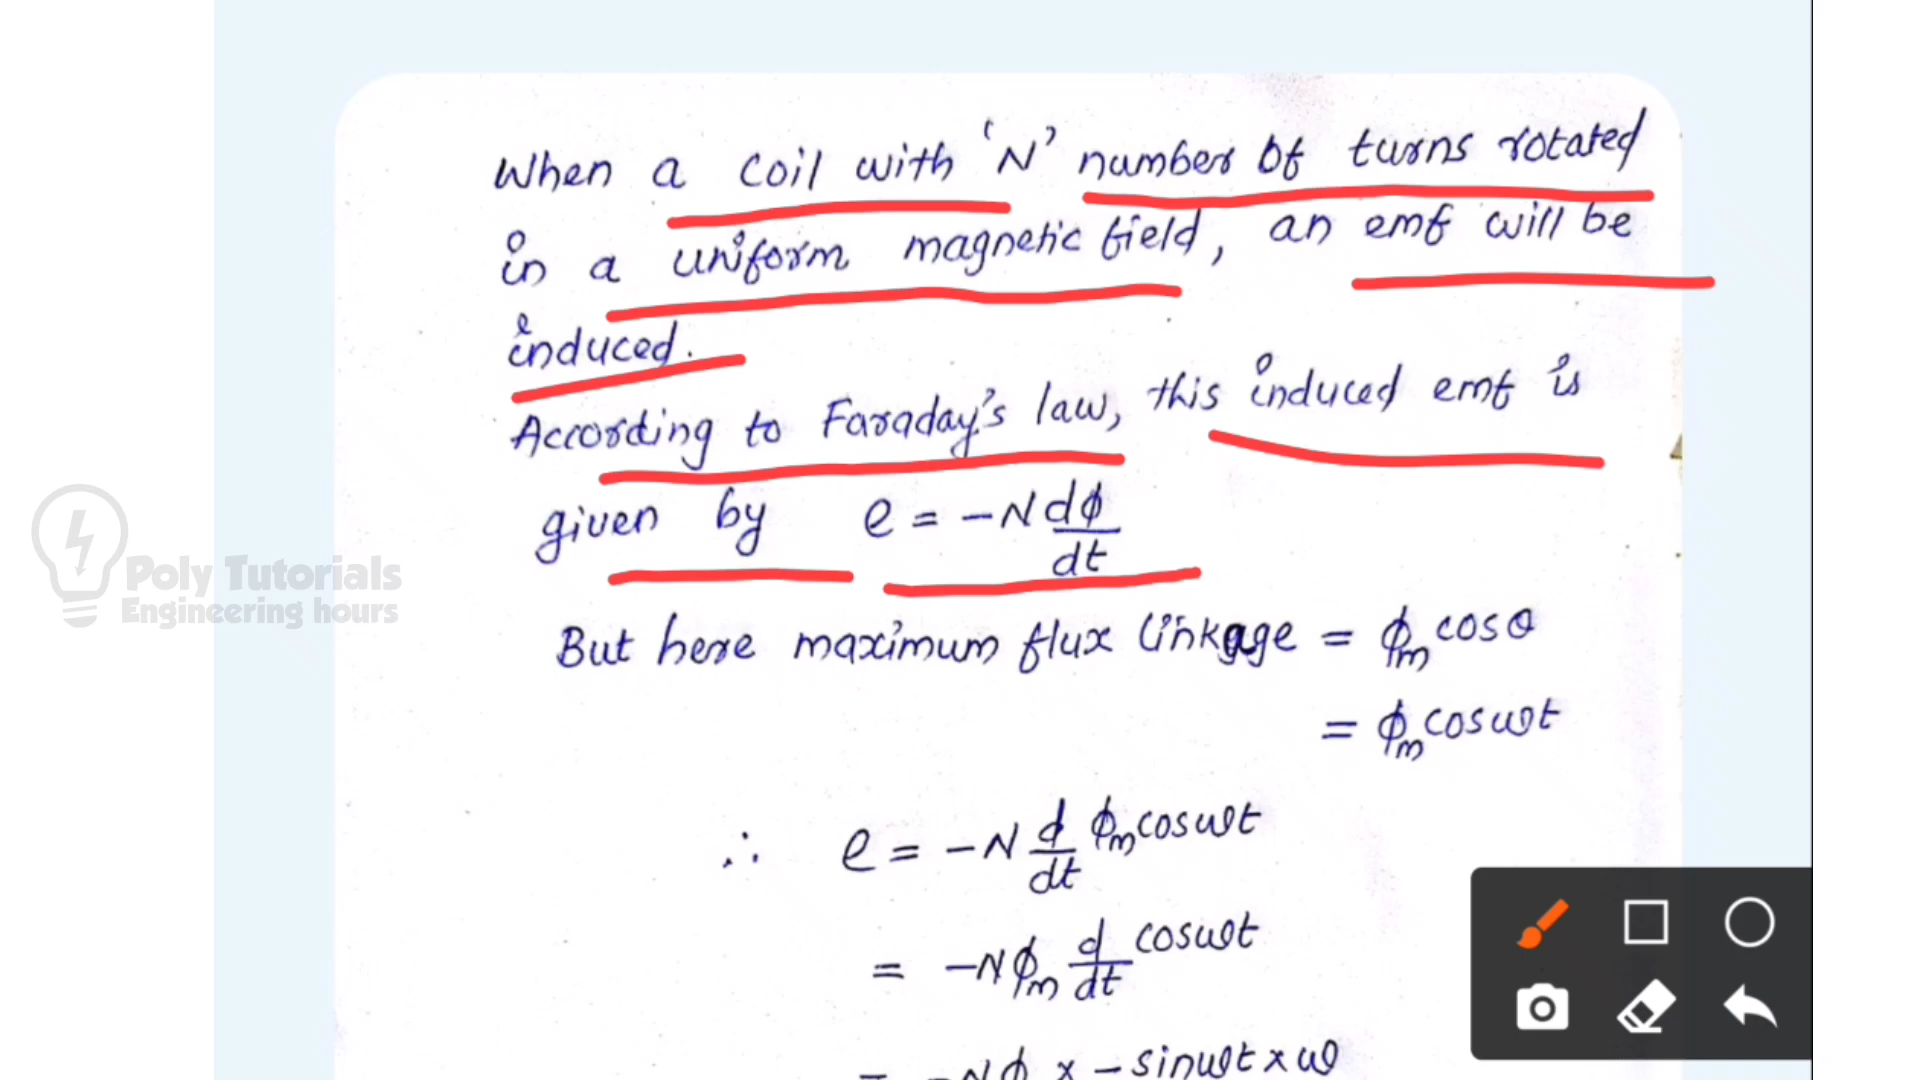 When a coil with 'N' number of turns rotated
in a uniform magnetic field, an emf will be
induced.
According to Faraday's law, this induced emf is
given by e = -N dϕ/dt
Poly Tutorials
Engineering hours
But here maximum flux linkage = ϕm cosθ
= ϕm cosωt
∴ e = -N d/dt ϕm cosωt
= -Nϕm d/dt cosωt
= -Nϕ x - sinωt x ω